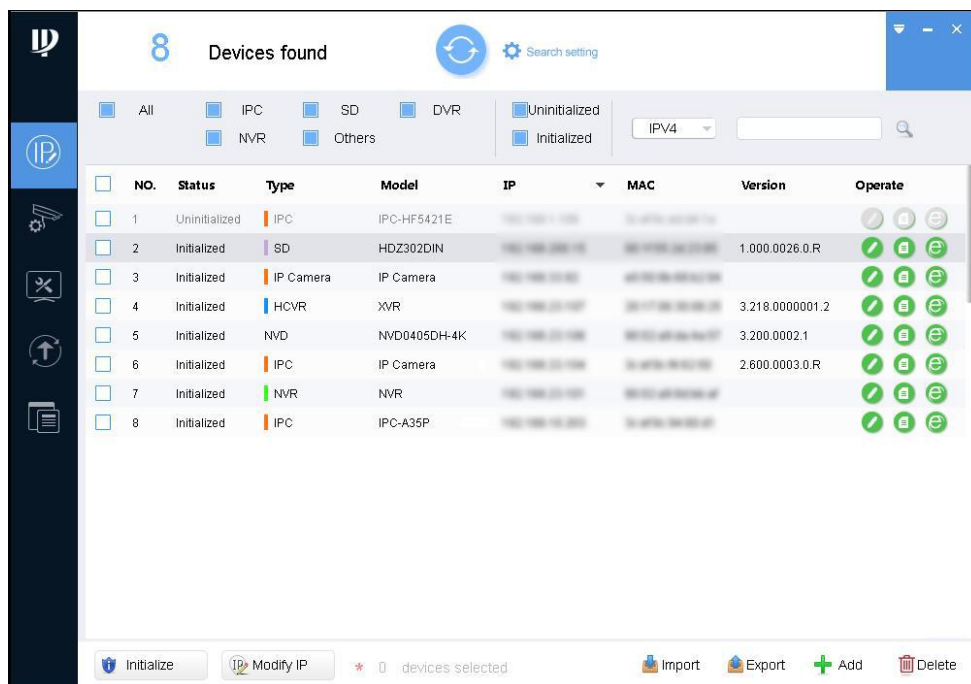 8 Devices found Search setting
All IPC SD DVR Uninitialized
NVR Others Initialized
IPV4
NO. Status Type Model IP MAC Version Operate
1 Uninitialized IPC IPC-HF5421E
2 Initialized SD HDZ302DIN 1.000.0026.0.R
3 Initialized IP Camera IP Camera
4 Initialized HCVR XVR 3.218.0000001.2
5 Initialized NVD NVD0405DH-4K 3.200.0002.1
6 Initialized IPC IP Camera 2.600.0003.0.R
7 Initialized NVR NVR
8 Initialized IPC IPC-A35P
Initialize IP Modify IP * 0 devices selected Import Export Add Delete